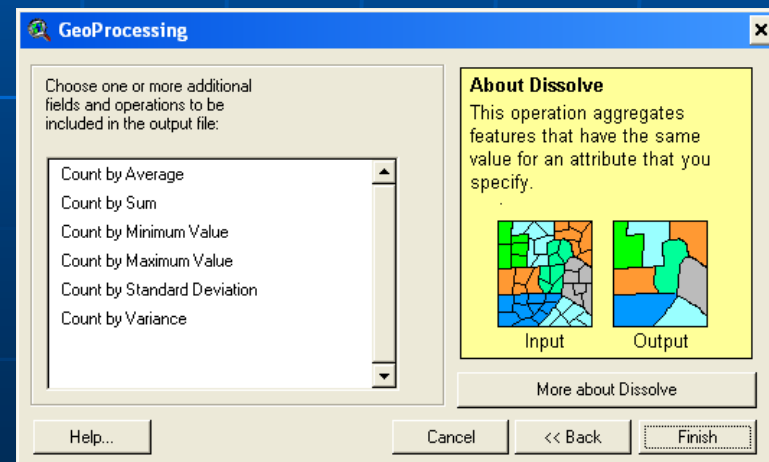 GeoProcessing
Choose one or more additional
fields and operations to be
included in the output file:
Count by Average
Count by Sum
Count by Minimum Value
Count by Maximum Value
Count by Standard Deviation
Count by Variance
About Dissolve
This operation aggregates
features that have the same
value for an attribute that you
specify.
Input Output
More about Dissolve
Help... Cancel << Back Finish